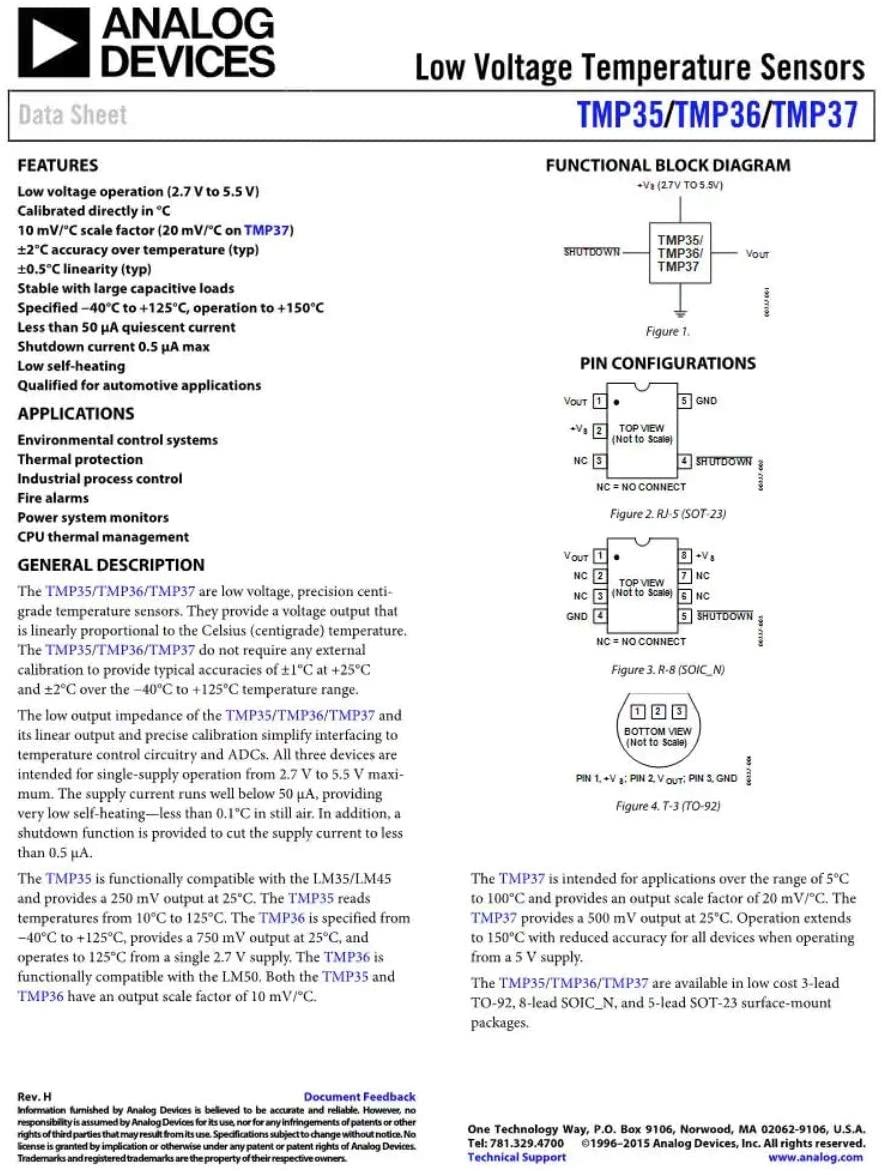 ANALOG
DEVICES
Low Voltage Temperature Sensors
Data Sheet
TMP35/TMP36/TMP37
FEATURES
Low voltage operation (2.7 V to 5.5 V)
Calibrated directly in °C
10 mV/°C scale factor (20 mV/°C on TMP37)
±2°C accuracy over temperature (typ)
±0.5°C linearity (typ)
Stable with large capacitive loads
Specified −40°C to +125°C, operation to +150°C
Less than 50 μA quiescent current
Shutdown current 0.5 μA max
Low self-heating
Qualified for automotive applications
APPLICATIONS
Environmental control systems
Thermal protection
Industrial process control
Fire alarms
Power system monitors
CPU thermal management
GENERAL DESCRIPTION
The TMP35/TMP36/TMP37 are low voltage, precision centi-
grade temperature sensors. They provide a voltage output that
is linearly proportional to the Celsius (centigrade) temperature.
The TMP35/TMP36/TMP37 do not require any external
calibration to provide typical accuracies of ±1°C at +25°C
and ±2°C over the −40°C to +125°C temperature range.
The low output impedance of the TMP35/TMP36/TMP37 and
its linear output and precise calibration simplify interfacing to
temperature control circuitry and ADCs. All three devices are
intended for single-supply operation from 2.7 V to 5.5 V maxi-
mum. The supply current runs well below 50 μA, providing
very low self-heating—less than 0.1°C in still air. In addition, a
shutdown function is provided to cut the supply current to less
than 0.5 μA.
The TMP35 is functionally compatible with the LM35/LM45
and provides a 250 mV output at 25°C. The TMP35 reads
temperatures from 10°C to 125°C. The TMP36 is specified from
−40°C to +125°C, provides a 750 mV output at 25°C, and
operates to 125°C from a single 2.7 V supply. The TMP36 is
functionally compatible with the LM50. Both the TMP35 and
TMP36 have an output scale factor of 10 mV/°C.
FUNCTIONAL BLOCK DIAGRAM
+VS (2.7V TO 5.5V)
TMP35/
TMP36/
TMP37
SHUTDOWN
VOUT
00337-001
Figure 1.
PIN CONFIGURATIONS
VOUT 1 5 GND
+VS 2 TOP VIEW
(Not to Scale)
NC 3 4 SHUTDOWN
00337-002
NC = NO CONNECT
Figure 2. RJ-5 (SOT-23)
VOUT 1 8 +VS
NC 2 TOP VIEW 7 NC
NC 3 (Not to Scale) 6 NC
GND 4 5 SHUTDOWN
00337-003
NC = NO CONNECT
Figure 3. R-8 (SOIC_N)
1 2 3
BOTTOM VIEW
(Not to Scale)
PIN 1, +VS; PIN 2, VOUT; PIN 3, GND
Figure 4. T-3 (TO-92)
The TMP37 is intended for applications over the range of 5°C
to 100°C and provides an output scale factor of 20 mV/°C. The
TMP37 provides a 500 mV output at 25°C. Operation extends
to 150°C with reduced accuracy for all devices when operating
from a 5 V supply.
The TMP35/TMP36/TMP37 are available in low cost 3-lead
TO-92, 8-lead SOIC_N, and 5-lead SOT-23 surface-mount
packages.
Rev. H
Document Feedback
Information furnished by Analog Devices is believed to be accurate and reliable. However, no
responsibility is assumed by Analog Devices for its use, nor for any infringements of patents or other
rights of third parties that may result from its use. Specifications subject to change without notice. No
license is granted by implication or otherwise under any patent or patent rights of Analog Devices.
Trademarks and registered trademarks are the property of their respective owners.
One Technology Way, P.O. Box 9106, Norwood, MA 02062-9106, U.S.A.
Tel: 781.329.4700 ©1996–2015 Analog Devices, Inc. All rights reserved.
Technical Support www.analog.com